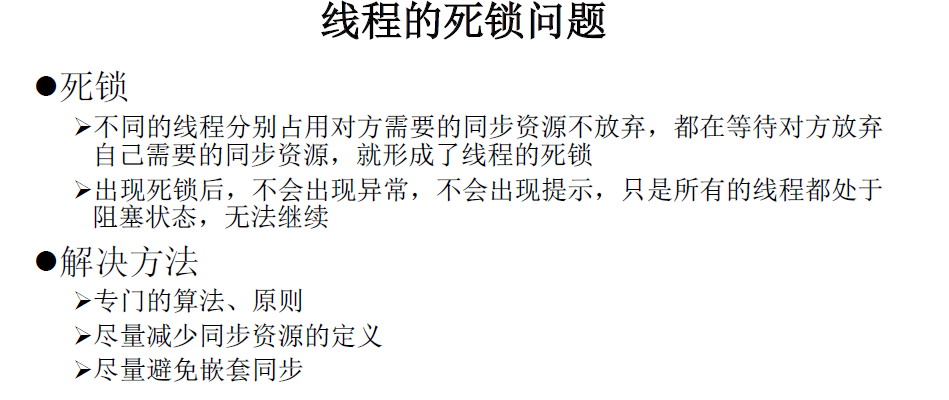 线程的死锁问题
●死锁
➢不同的线程分别占用对方需要的同步资源不放弃，都在等待对方放弃
自己需要的同步资源，就形成了线程的死锁
➢出现死锁后，不会出现异常，不会出现提示，只是所有的线程都处于
阻塞状态，无法继续
●解决方法
➢专门的算法、原则
➢尽量减少同步资源的定义
➢尽量避免嵌套同步